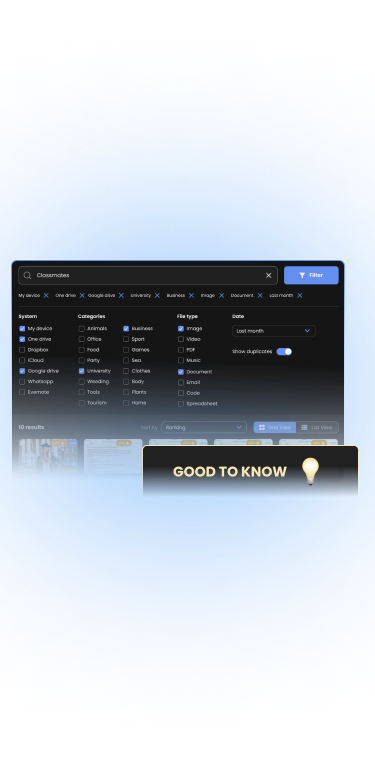 Classmates
Filter
My device One drive Google drive University Business Image Document Last month
System Categories File type Date
My device Animals Business Image Last month
One drive Office Sport Video
Dropbox Food Games PDF Show duplicates
iCloud Party Sea Music
Google drive University Clothes Document
Whatsapp Weeding Body Email
Evernote Tools Plants Code
Tourism Home Spreadsheet
10 results Sort by Ranking Grid View List View
GOOD TO KNOW